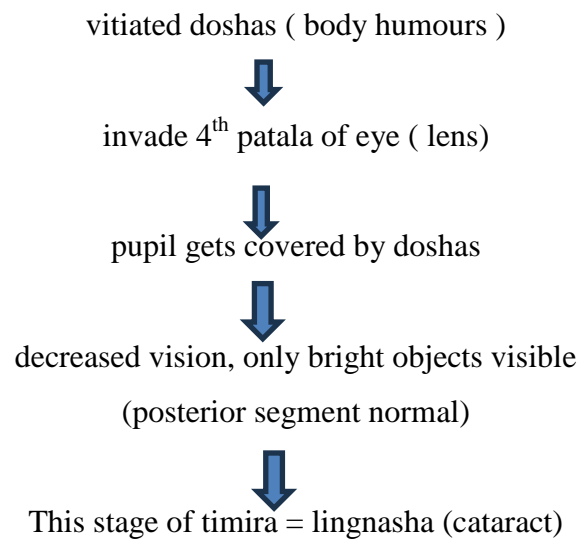 vitiated doshas ( body humours )
invade 4th patala of eye ( lens)
pupil gets covered by doshas
decreased vision, only bright objects visible
(posterior segment normal)
This stage of timira = lingnasha (cataract)